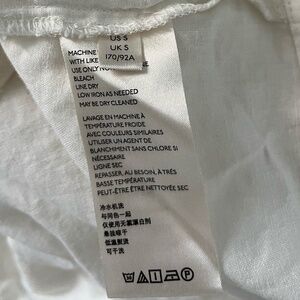 US S
UK S
170/92A
MACHINE
WITH LIKE
USE ONLY
BLEACH
LINE DRY
LOW IRON AS NEEDED
MAY BE DRY CLEANED
LAVAGE EN MACHINE À
TEMPÉRATURE FROIDE
AVEC COULEURS SIMILAIRES
UTILISER UN AGENT DE
BLANCHIMENT SANS CHLORE SI
NÉCESSAIRE
LIGNE SEC
REPASSER, AU BESOIN, À TRÈS
BASSE TEMPÉRATURE
PEUT-ÊTRE ÊTRE NETTOYÉE SEC
冷水机洗
与同色一起
仅使用无氯漂白剂
悬挂晾干
低温熨烫
可干洗